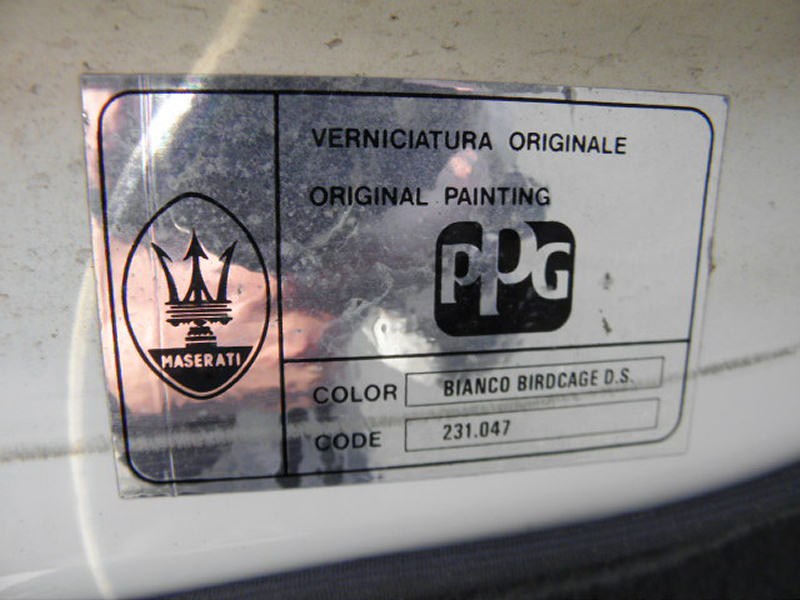 VERNICIATURA ORIGINALE
ORIGINAL PAINTING
PPG
MASERATI
COLOR BIANCO BIRDCAGE D.S.
CODE 231.047